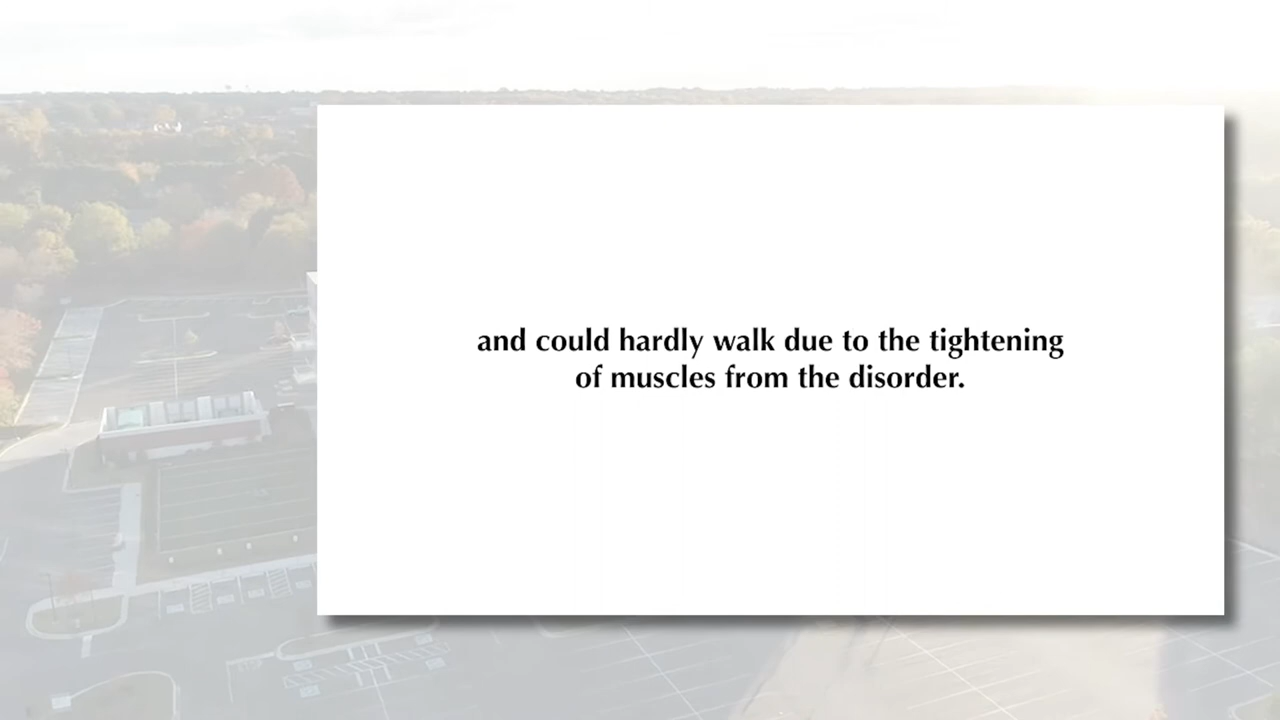 and could hardly walk due to the tightening
of muscles from the disorder.